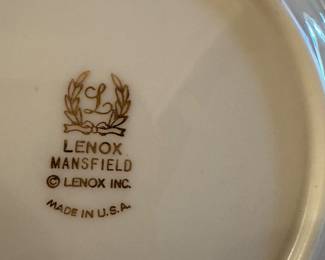 L
LENOX
MANSFIELD
© LENOX INC.
MADE IN U.S.A.